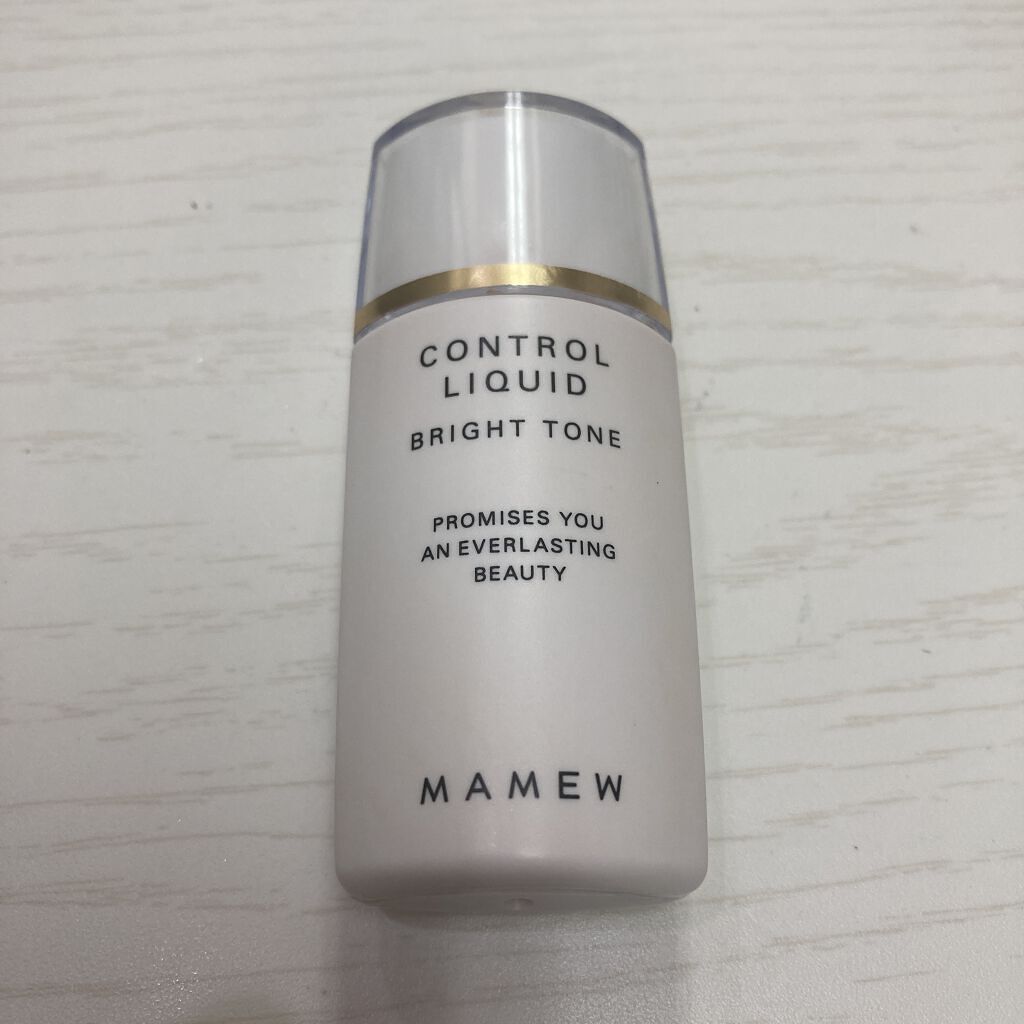 CONTROL
LIQUID
BRIGHT TONE
PROMISES YOU
AN EVERLASTING
BEAUTY
MAMEW